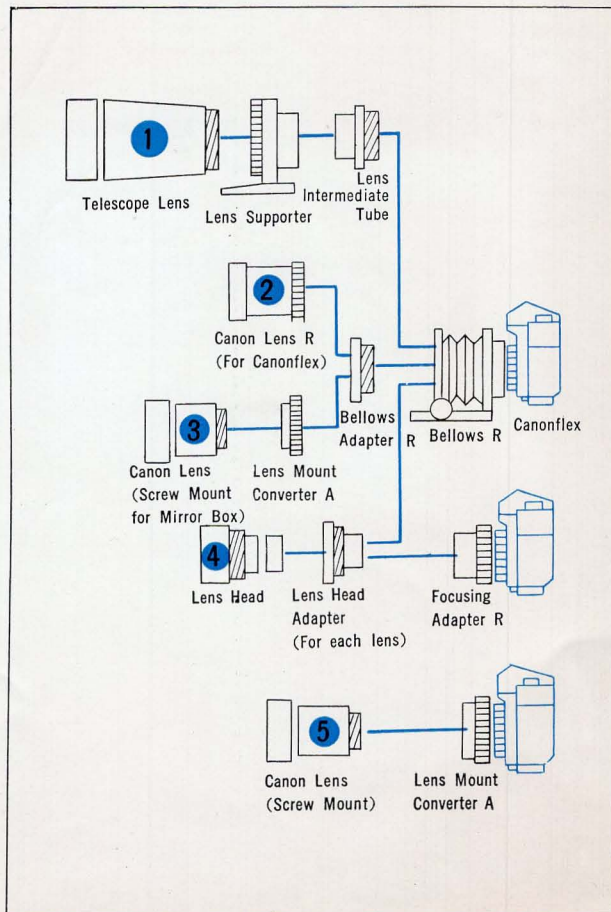 1
Telescope Lens
Lens Supporter
Lens
Intermediate
Tube
2
Canon Lens R
(For Canonflex)
Bellows
Adapter R
Bellows R
Canonflex
3
Canon Lens
(Screw Mount
for Mirror Box)
Lens Mount
Converter A
4
Lens Head
Lens Head
Adapter
(For each lens)
Focusing
Adapter R
5
Canon Lens
(Screw Mount)
Lens Mount
Converter A